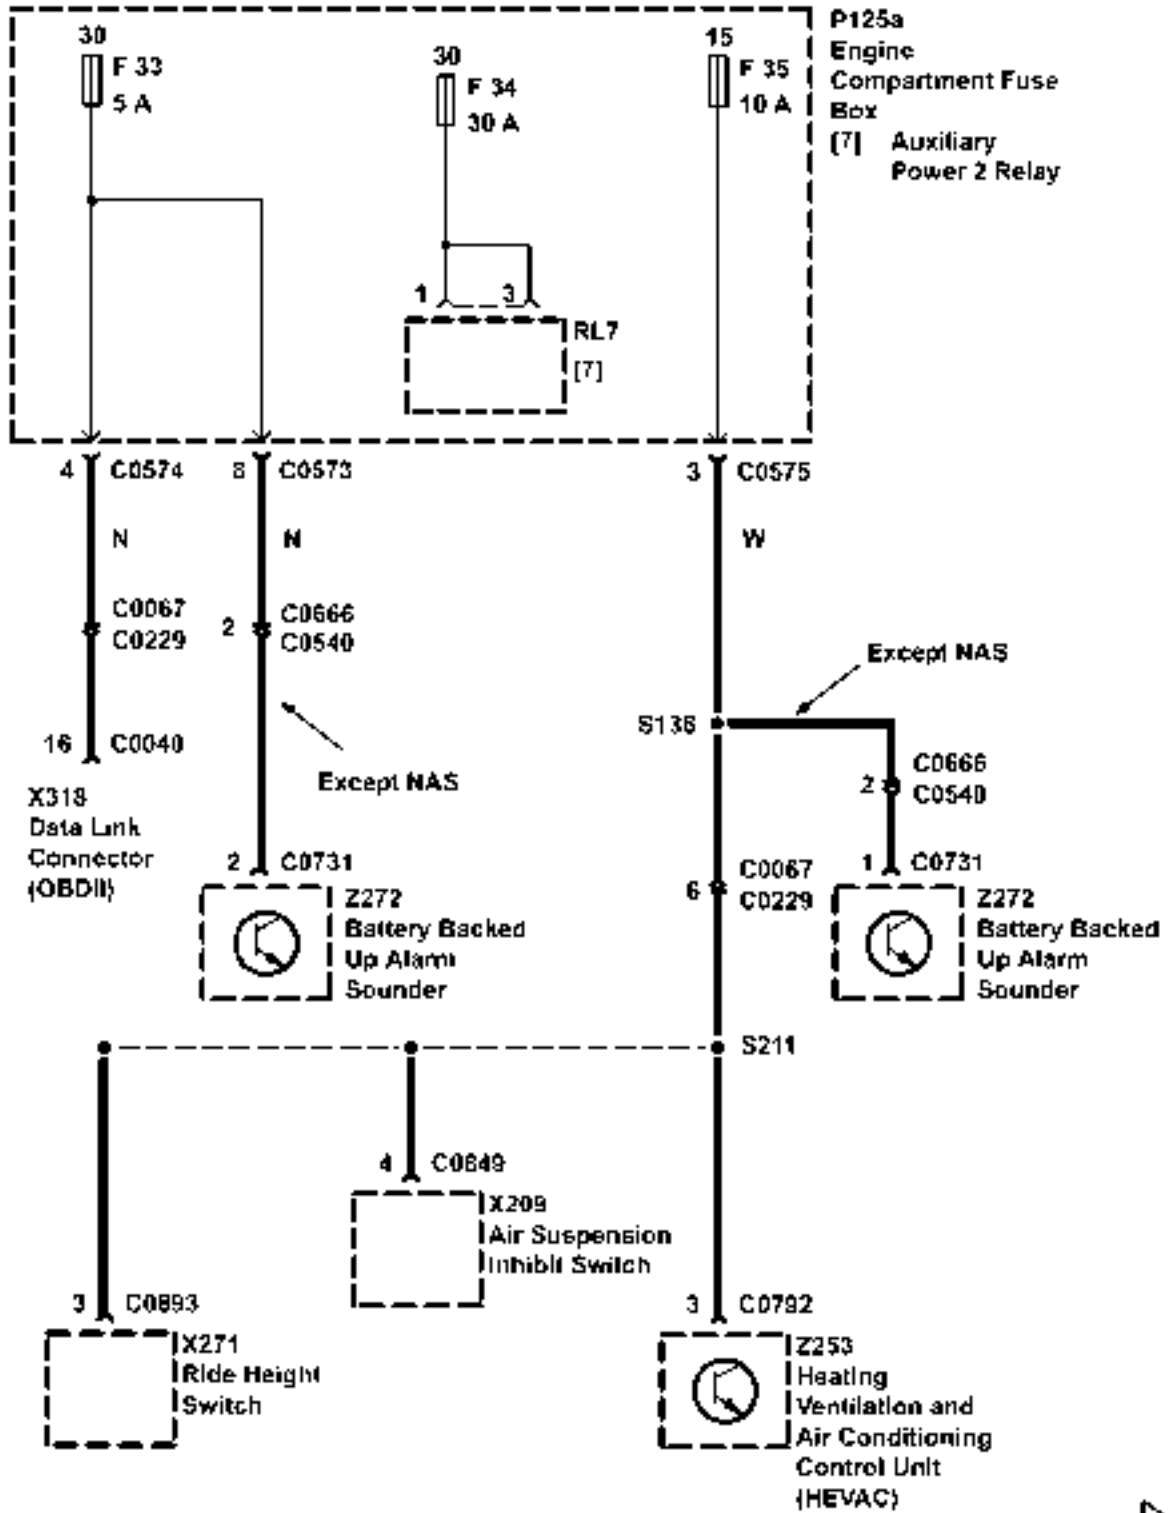 30
F 33
5 A
30
F 34
30 A
15
F 35
10 A
P125a
Engine
Compartment Fuse
Box
[7] Auxiliary
Power 2 Relay
1
3
RL7
[7]
4 C0574
8 C0573
3 C0575
N
N
W
C0067
C0229
2
C0666
C0540
Except NAS
Except NAS
S136
16 C0040
X318
Data Link
Connector
(OBDII)
2
C0666
C0540
2 C0731
Z272
Battery Backed
Up Alarm
Sounder
6
C0067
C0229
1 C0731
Z272
Battery Backed
Up Alarm
Sounder
S211
4 C0849
X209
Air Suspension
Inhibit Switch
3 C0893
X271
Ride Height
Switch
3 C0792
Z253
Heating
Ventilation and
Air Conditioning
Control Unit
(HEVAC)